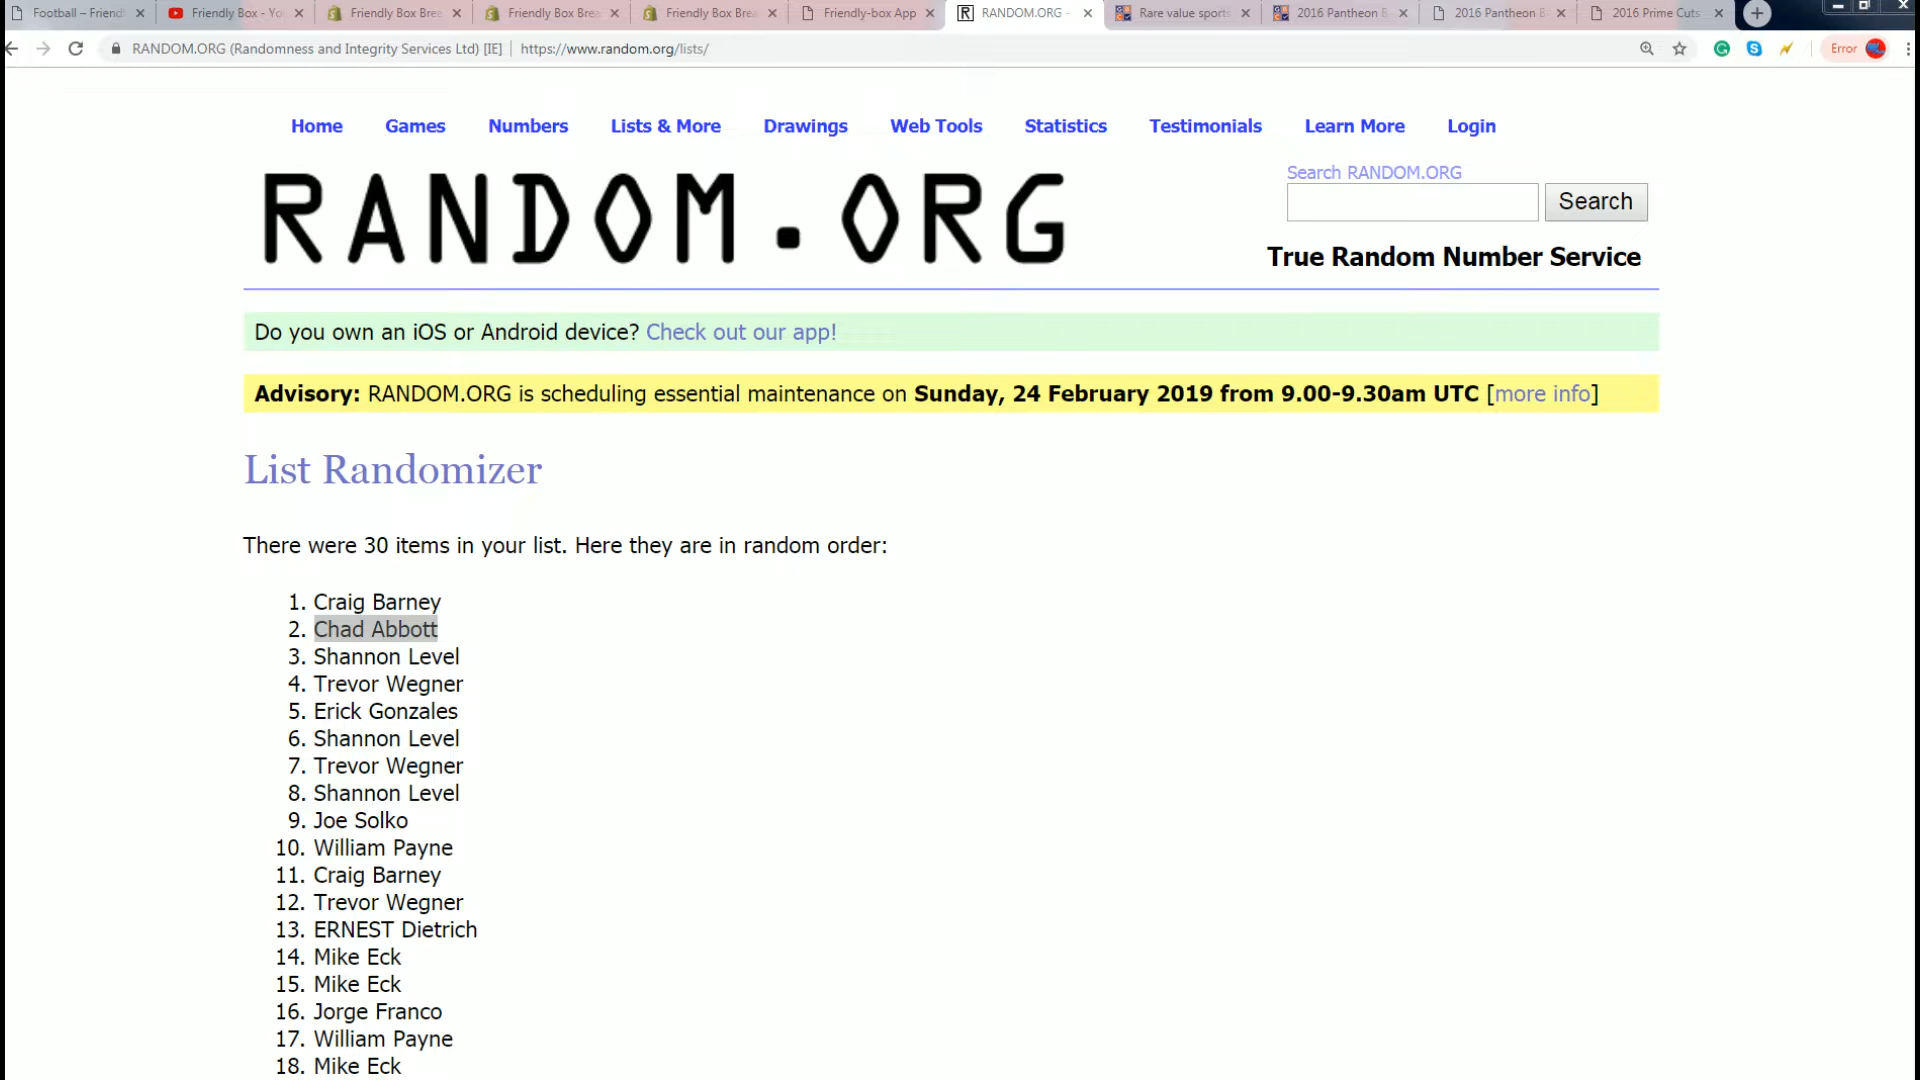 Football – Friend
Friendly Box - Yo
Friendly Box Bre
Friendly Box Brea
Friendly Box Brea
Friendly-box App
RANDOM.ORG -
Rare value sports
2016 Pantheon B
2016 Pantheon B
2016 Prime Cuts
RANDOM.ORG (Randomness and Integrity Services Ltd) [IE] | https://www.random.org/lists/
Error
Home Games Numbers Lists & More Drawings Web Tools Statistics Testimonials Learn More Login
RANDOM.ORG
Search RANDOM.ORG
Search
True Random Number Service
Do you own an iOS or Android device? Check out our app!
Advisory: RANDOM.ORG is scheduling essential maintenance on Sunday, 24 February 2019 from 9.00-9.30am UTC [more info]
List Randomizer
There were 30 items in your list. Here they are in random order:
1. Craig Barney
2. Chad Abbott
3. Shannon Level
4. Trevor Wegner
5. Erick Gonzales
6. Shannon Level
7. Trevor Wegner
8. Shannon Level
9. Joe Solko
10. William Payne
11. Craig Barney
12. Trevor Wegner
13. ERNEST Dietrich
14. Mike Eck
15. Mike Eck
16. Jorge Franco
17. William Payne
18. Mike Eck